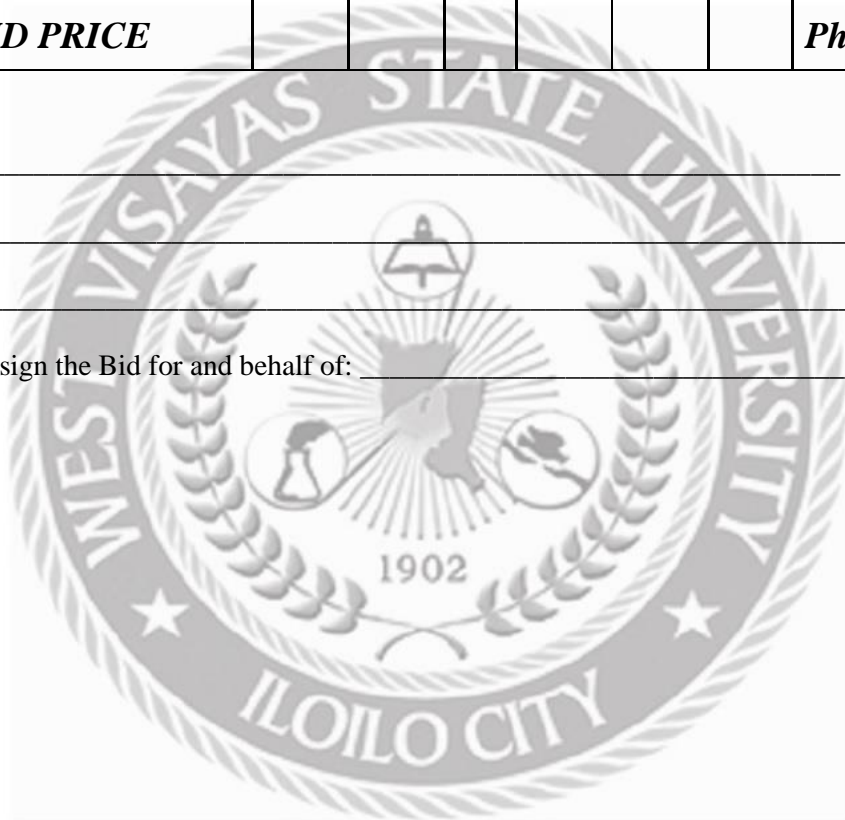 D PRICE Ph
WEST VISAYAS STATE UNIVERSITY
sign the Bid for and behalf of:
1902
ILOILO CITY